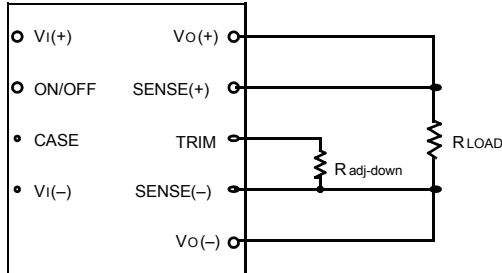 VI(+) VO(+)
ON/OFF SENSE(+)
CASE TRIM RLOAD
Radj-down
VI(–) SENSE(–)
VO(–)